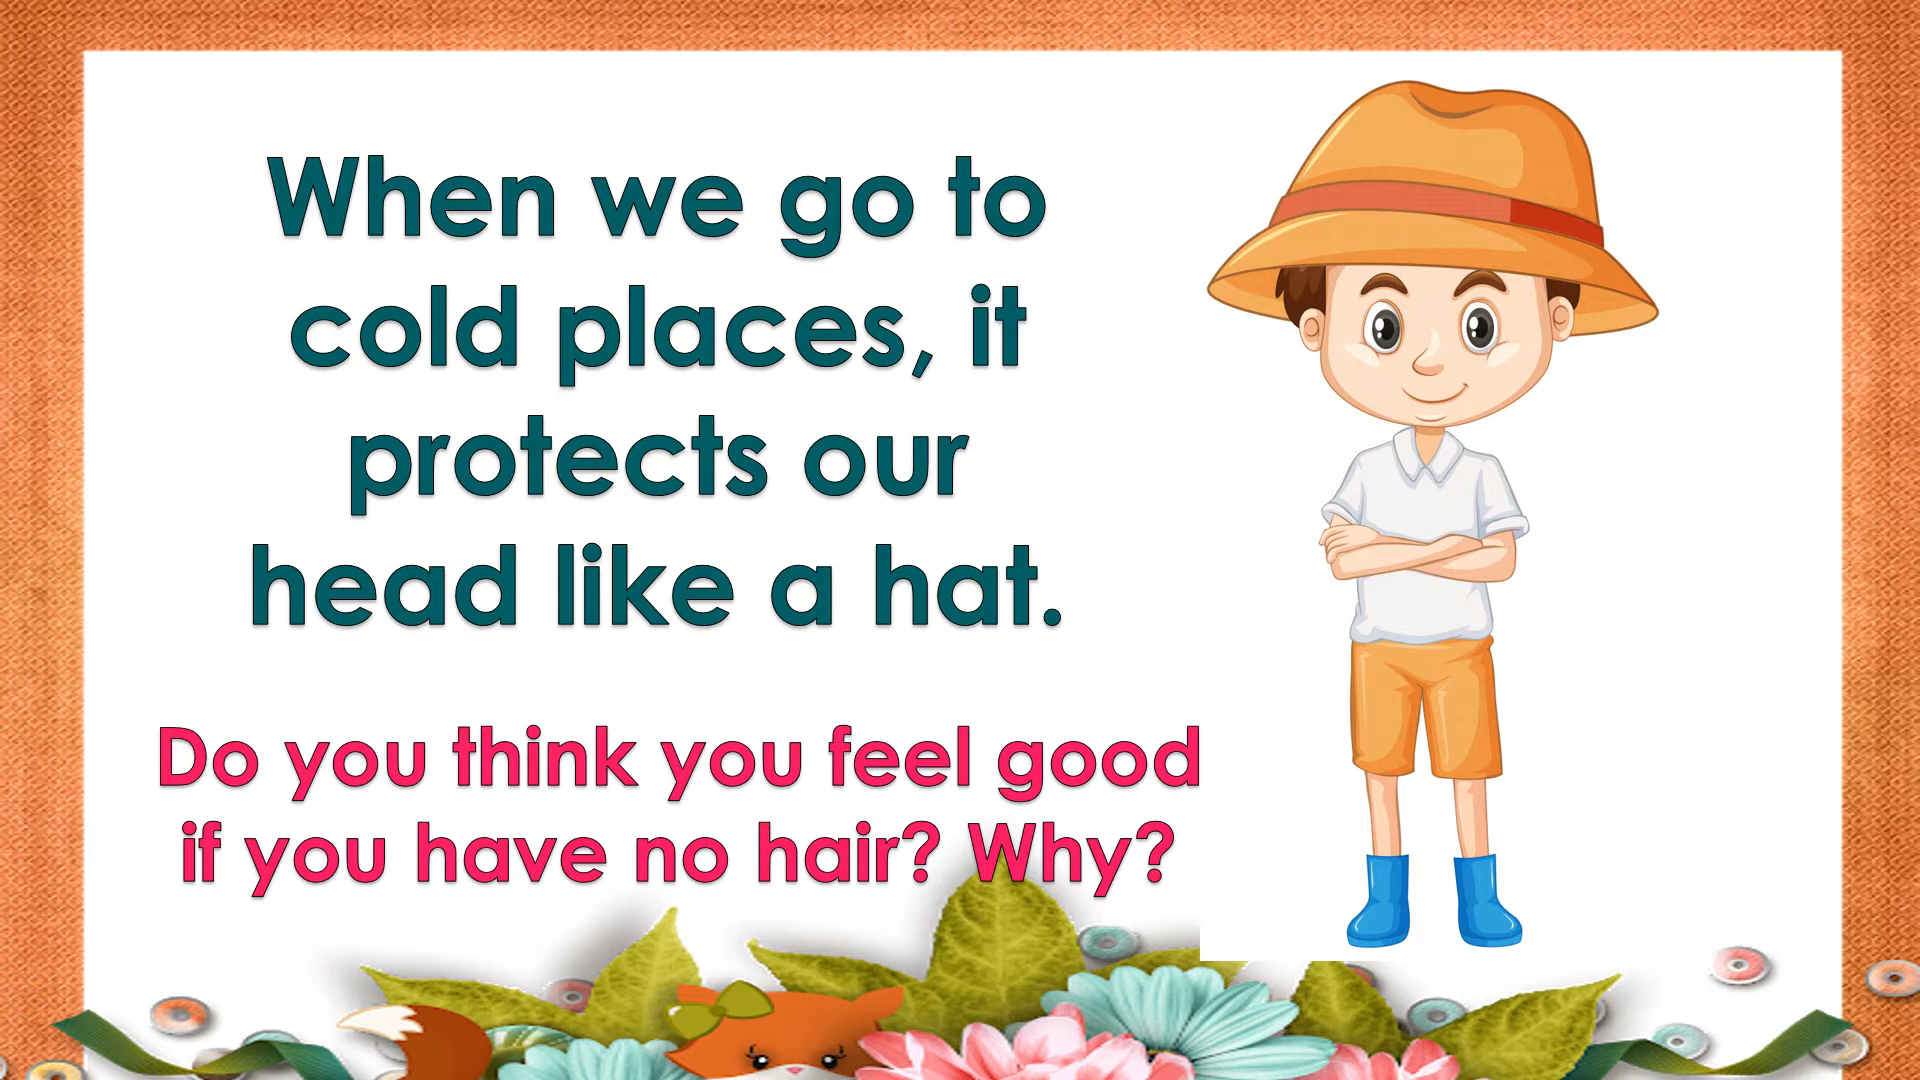 When we go to
cold places, it
protects our
head like a hat.
Do you think you feel good
if you have no hair? Why?